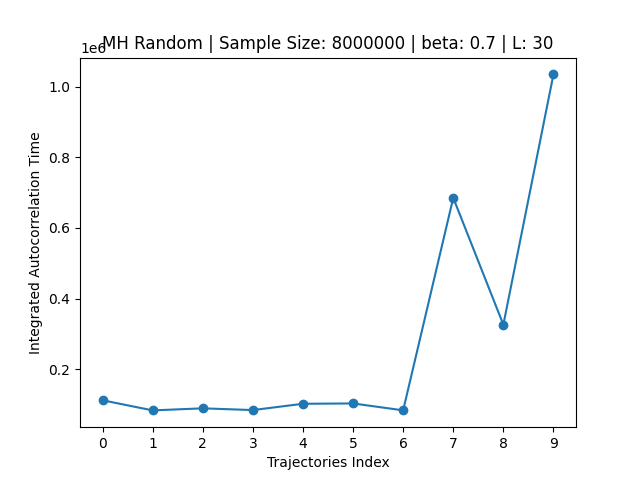 MH Random | Sample Size: 8000000 | beta: 0.7 | L: 30
1e6
1.0
0.8
0.6
0.4
0.2
Integrated Autocorrelation Time
0 1 2 3 4 5 6 7 8 9
Trajectories Index